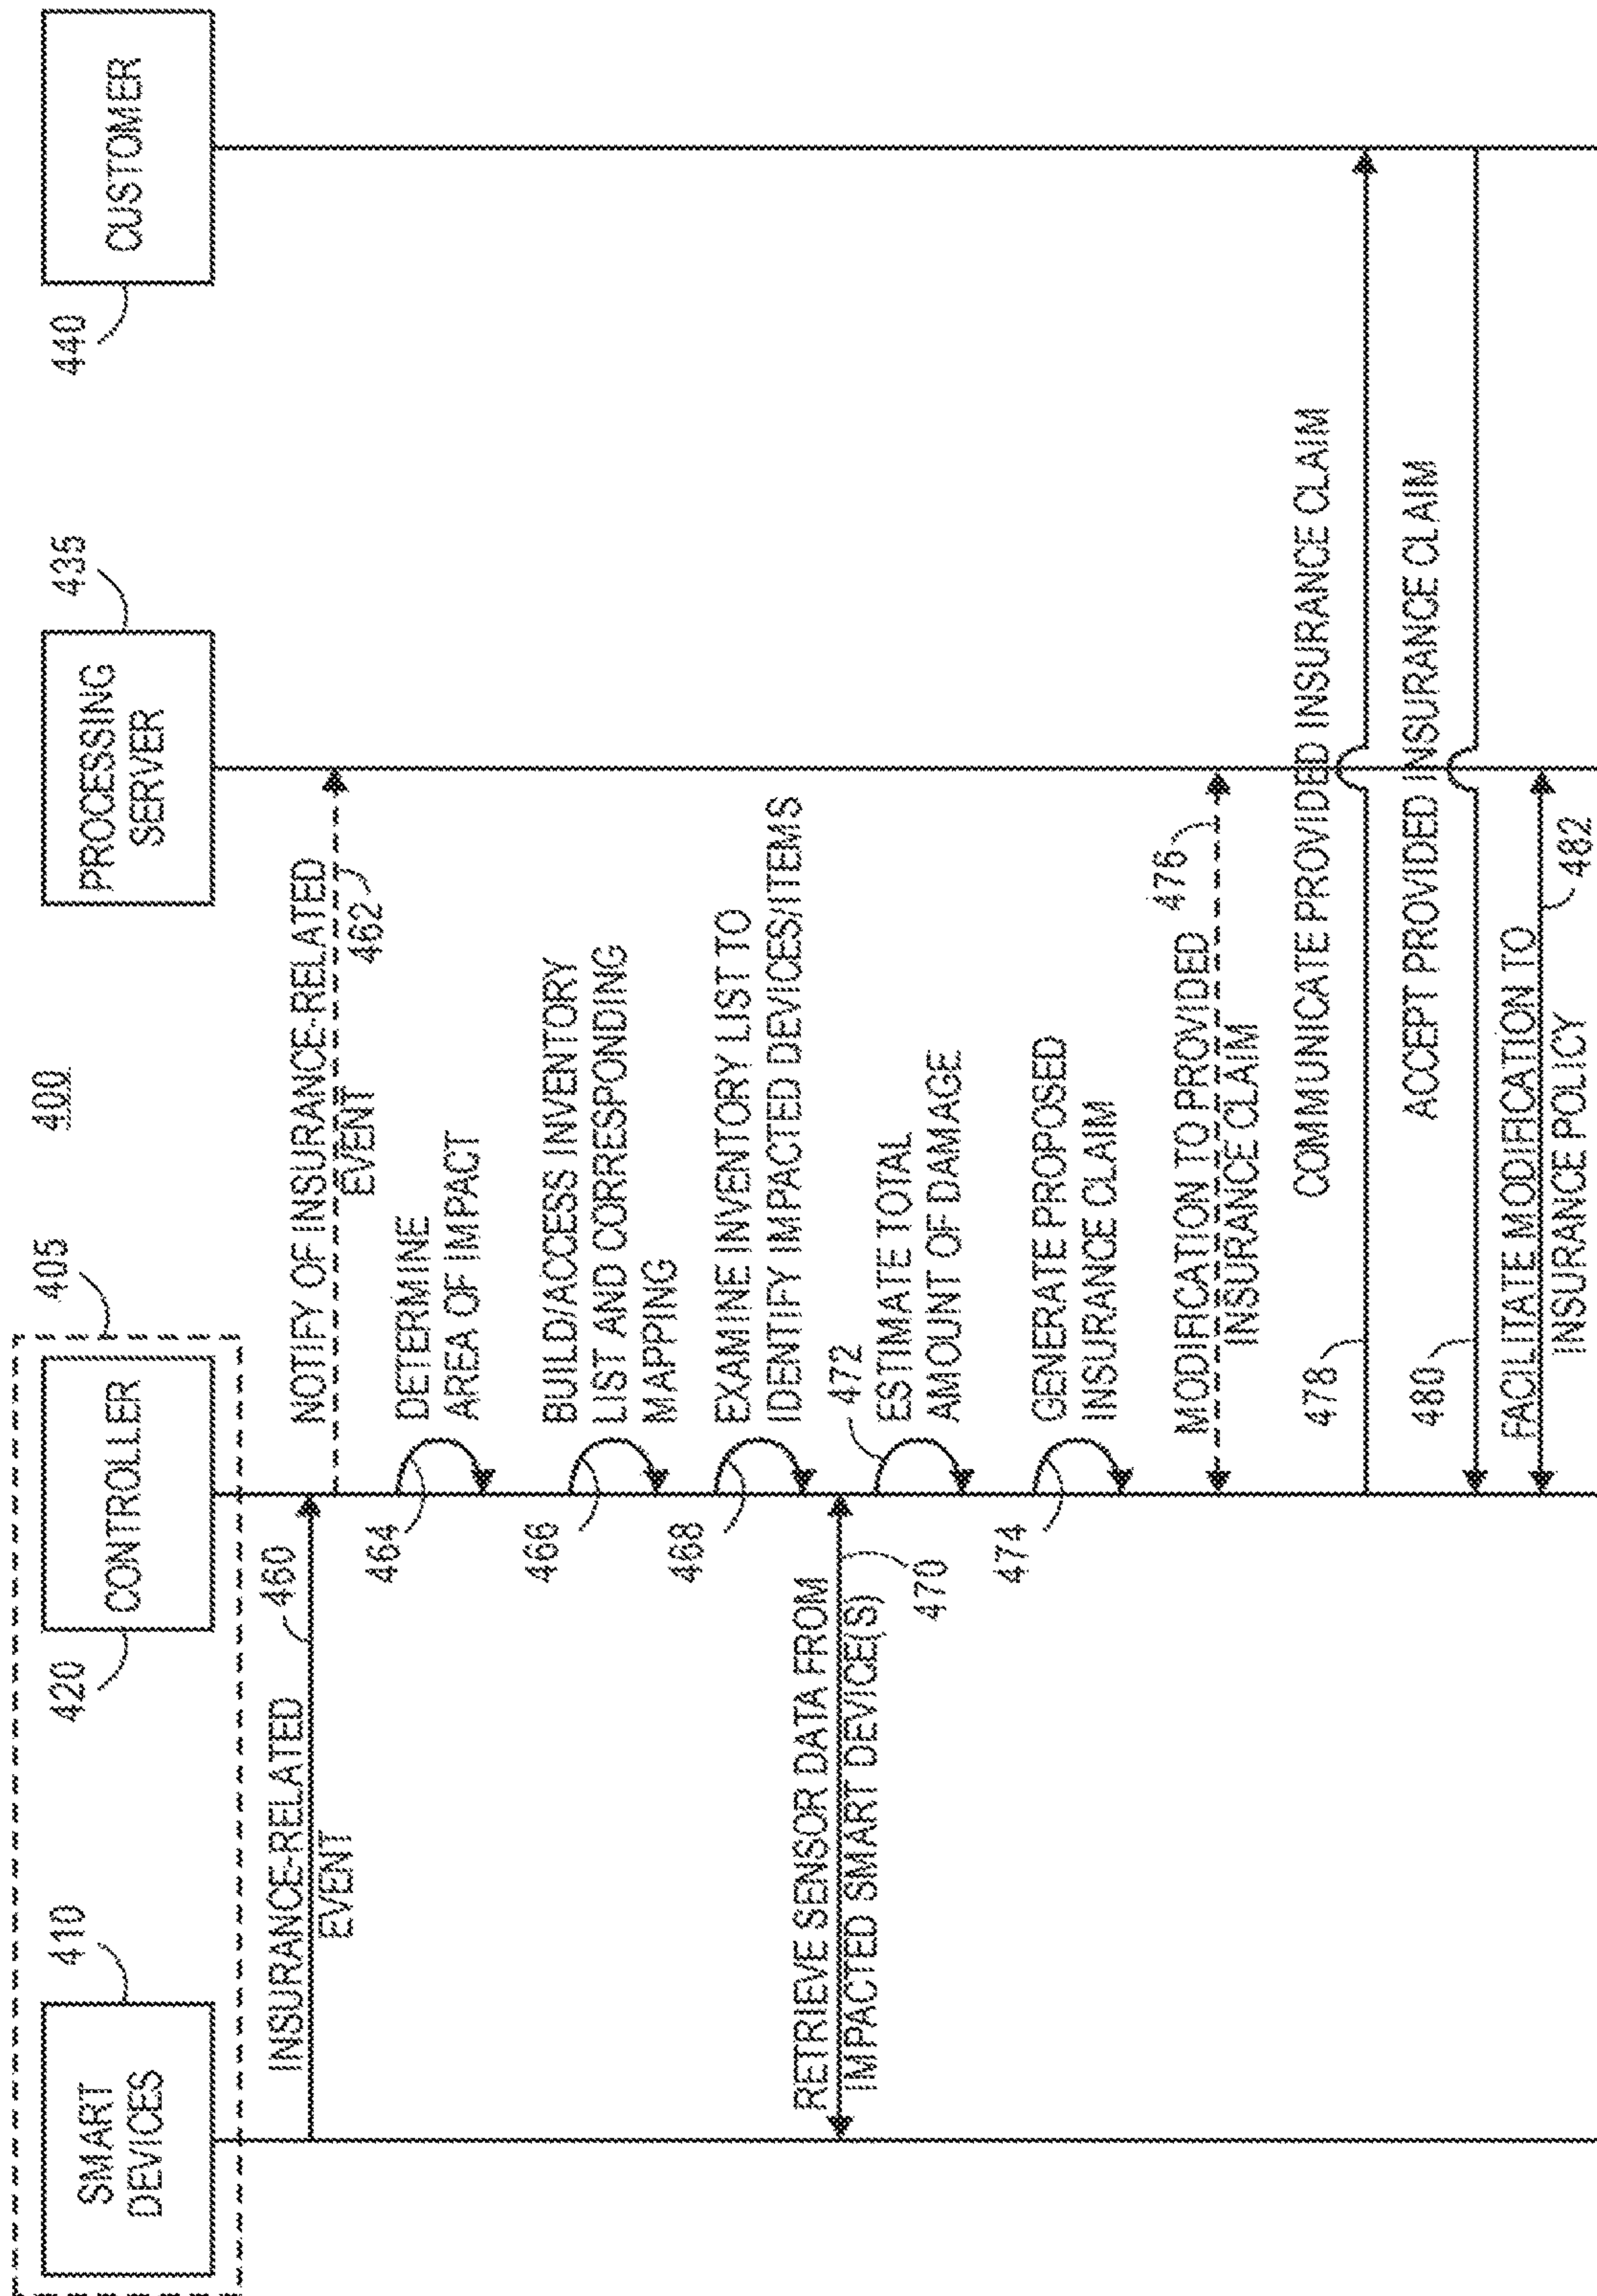 400
405
SMART
DEVICES
410
CONTROLLER
420
PROCESSING
SERVER
435
CUSTOMER
440
INSURANCE-RELATED
EVENT
460
NOTIFY OF INSURANCE-RELATED
EVENT
462
DETERMINE
AREA OF IMPACT
464
BUILD/ACCESS INVENTORY
LIST AND CORRESPONDING
MAPPING
466
EXAMINE INVENTORY LIST TO
IDENTIFY IMPACTED DEVICES/ITEMS
468
RETRIEVE SENSOR DATA FROM
IMPACTED SMART DEVICE(S)
470
472
ESTIMATE TOTAL
AMOUNT OF DAMAGE
GENERATE PROPOSED
INSURANCE CLAIM
474
MODIFICATION TO PROVIDED
INSURANCE CLAIM
476
COMMUNICATE PROVIDED INSURANCE CLAIM
478
ACCEPT PROVIDED INSURANCE CLAIM
480
FACILITATE MODIFICATION TO
INSURANCE POLICY
482